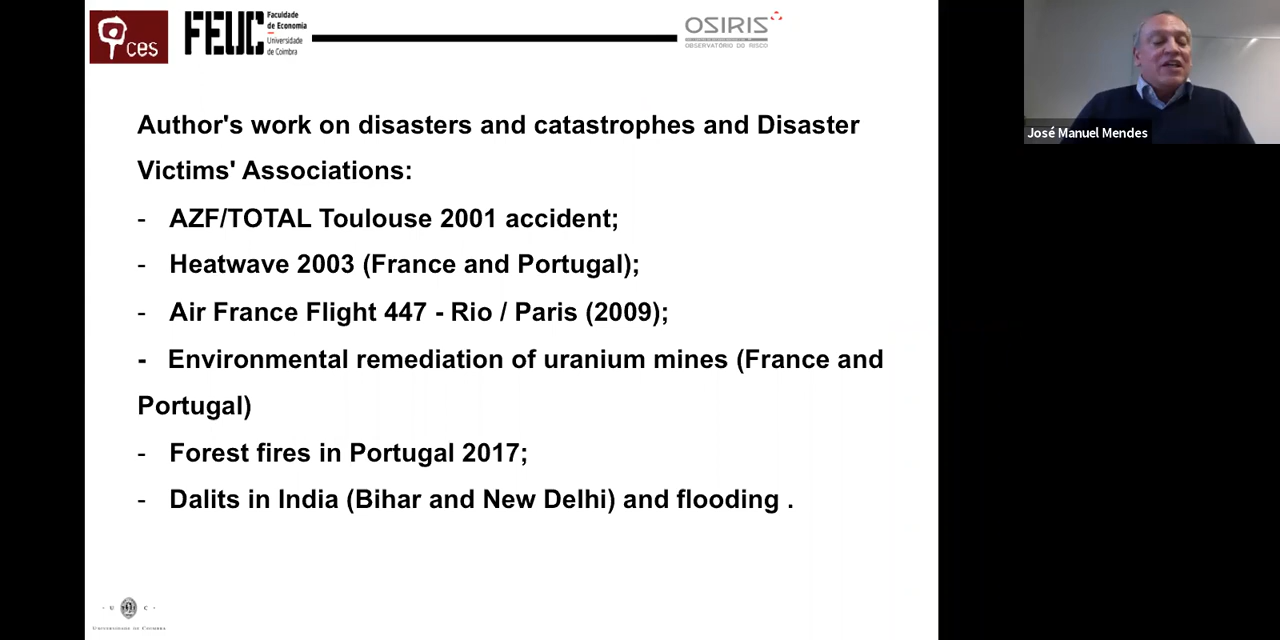 ces
FEUC
Faculdade
de Economia
Universidade
de Coimbra
OSIRIS
OBSERVATÓRIO DO RISCO
José Manuel Mendes
Author's work on disasters and catastrophes and Disaster
Victims' Associations:
- AZF/TOTAL Toulouse 2001 accident;
- Heatwave 2003 (France and Portugal);
- Air France Flight 447 - Rio / Paris (2009);
- Environmental remediation of uranium mines (France and
Portugal)
- Forest fires in Portugal 2017;
- Dalits in India (Bihar and New Delhi) and flooding .
· U C ·
UNIVERSIDADE DE COIMBRA